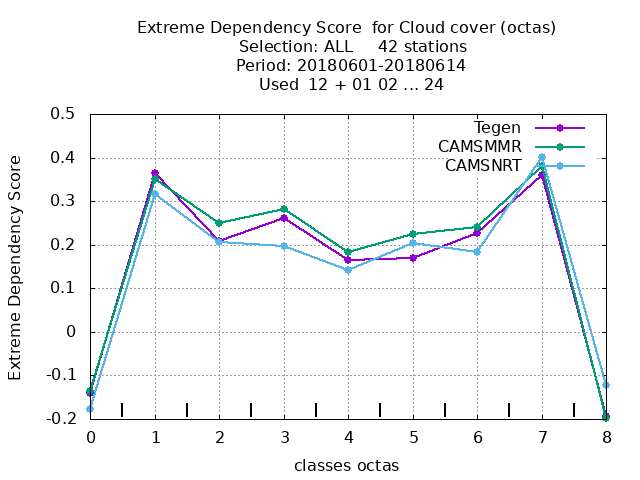 Extreme Dependency Score  for Cloud cover (octas)
Selection: ALL     42 stations
Period: 20180601-20180614
Used  12 + 01 02 ... 24
Tegen
CAMSMMR
CAMSNRT
Extreme Dependency Score
0.5
0.4
0.3
0.2
0.1
0
-0.1
-0.2
0 1 2 3 4 5 6 7 8
classes octas